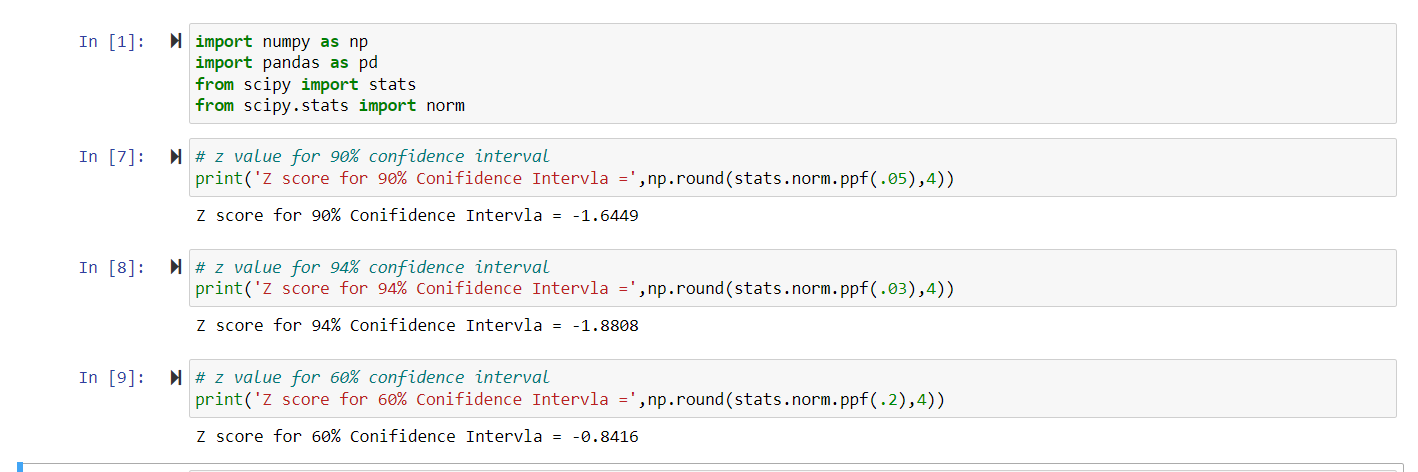 In [1]:
import numpy as np
import pandas as pd
from scipy import stats
from scipy.stats import norm
In [7]:
# z value for 90% confidence interval
print('Z score for 90% Conifidence Intervla =',np.round(stats.norm.ppf(.05),4))
Z score for 90% Conifidence Intervla = -1.6449
In [8]:
# z value for 94% confidence interval
print('Z score for 94% Conifidence Intervla =',np.round(stats.norm.ppf(.03),4))
Z score for 94% Conifidence Intervla = -1.8808
In [9]:
# z value for 60% confidence interval
print('Z score for 60% Conifidence Intervla =',np.round(stats.norm.ppf(.2),4))
Z score for 60% Conifidence Intervla = -0.8416